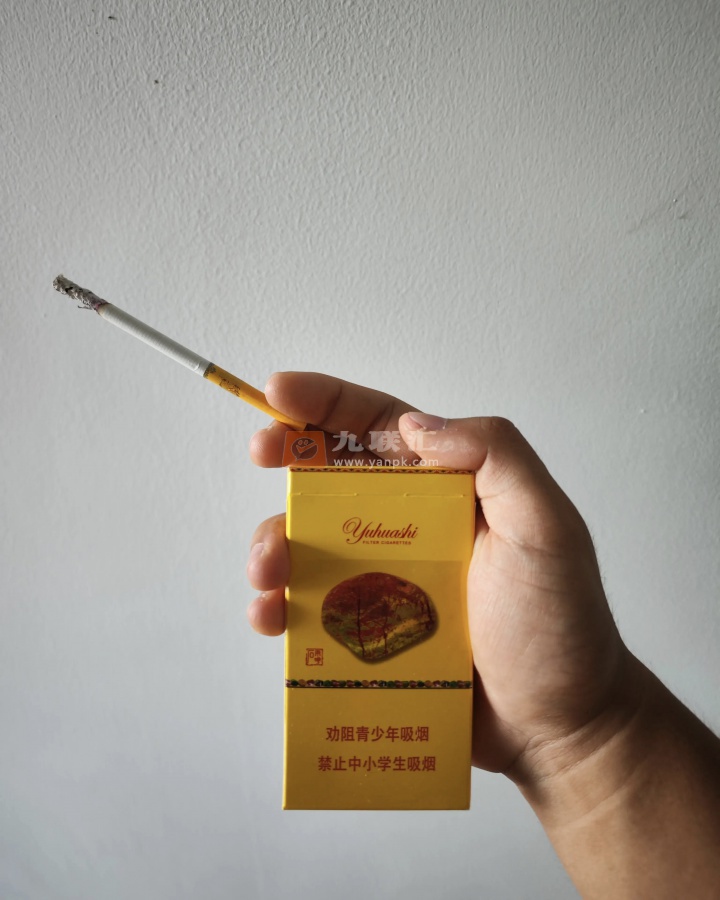 九联汇
www.yanpk.com
Yuhuashi
FILTER CIGARETTES
劝阻青少年吸烟
禁止中小学生吸烟